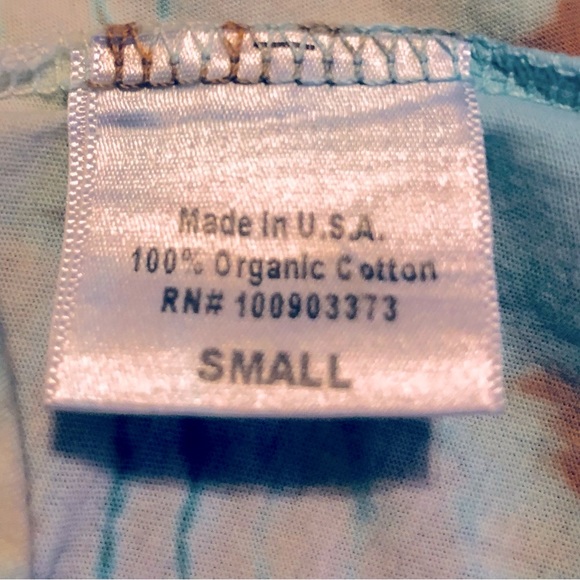 Made In U.S.A.
100% Organic Cotton
RN# 100903373
SMALL